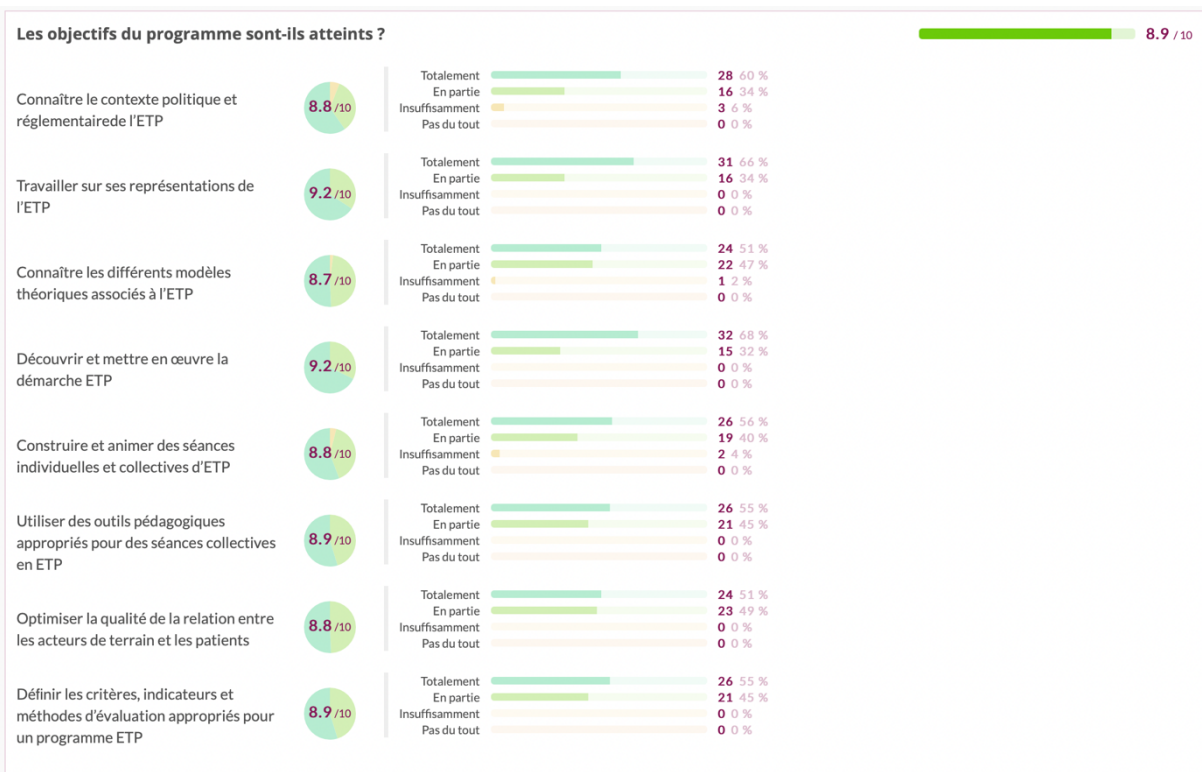 Les objectifs du programme sont-ils atteints ?
8.9 / 10
Connaître le contexte politique et
réglementairede l'ETP
8.8 /10
Totalement 28 60 %
En partie 16 34 %
Insuffisamment 3 6 %
Pas du tout 0 0 %
Travailler sur ses représentations de
l'ETP
9.2 /10
Totalement 31 66 %
En partie 16 34 %
Insuffisamment 0 0 %
Pas du tout 0 0 %
Connaître les différents modèles
théoriques associés à l'ETP
8.7 /10
Totalement 24 51 %
En partie 22 47 %
Insuffisamment 1 2 %
Pas du tout 0 0 %
Découvrir et mettre en œuvre la
démarche ETP
9.2 /10
Totalement 32 68 %
En partie 15 32 %
Insuffisamment 0 0 %
Pas du tout 0 0 %
Construire et animer des séances
individuelles et collectives d'ETP
8.8 /10
Totalement 26 56 %
En partie 19 40 %
Insuffisamment 2 4 %
Pas du tout 0 0 %
Utiliser des outils pédagogiques
appropriés pour des séances collectives
en ETP
8.9 /10
Totalement 26 55 %
En partie 21 45 %
Insuffisamment 0 0 %
Pas du tout 0 0 %
Optimiser la qualité de la relation entre
les acteurs de terrain et les patients
8.8 /10
Totalement 24 51 %
En partie 23 49 %
Insuffisamment 0 0 %
Pas du tout 0 0 %
Définir les critères, indicateurs et
méthodes d'évaluation appropriés pour
un programme ETP
8.9 /10
Totalement 26 55 %
En partie 21 45 %
Insuffisamment 0 0 %
Pas du tout 0 0 %